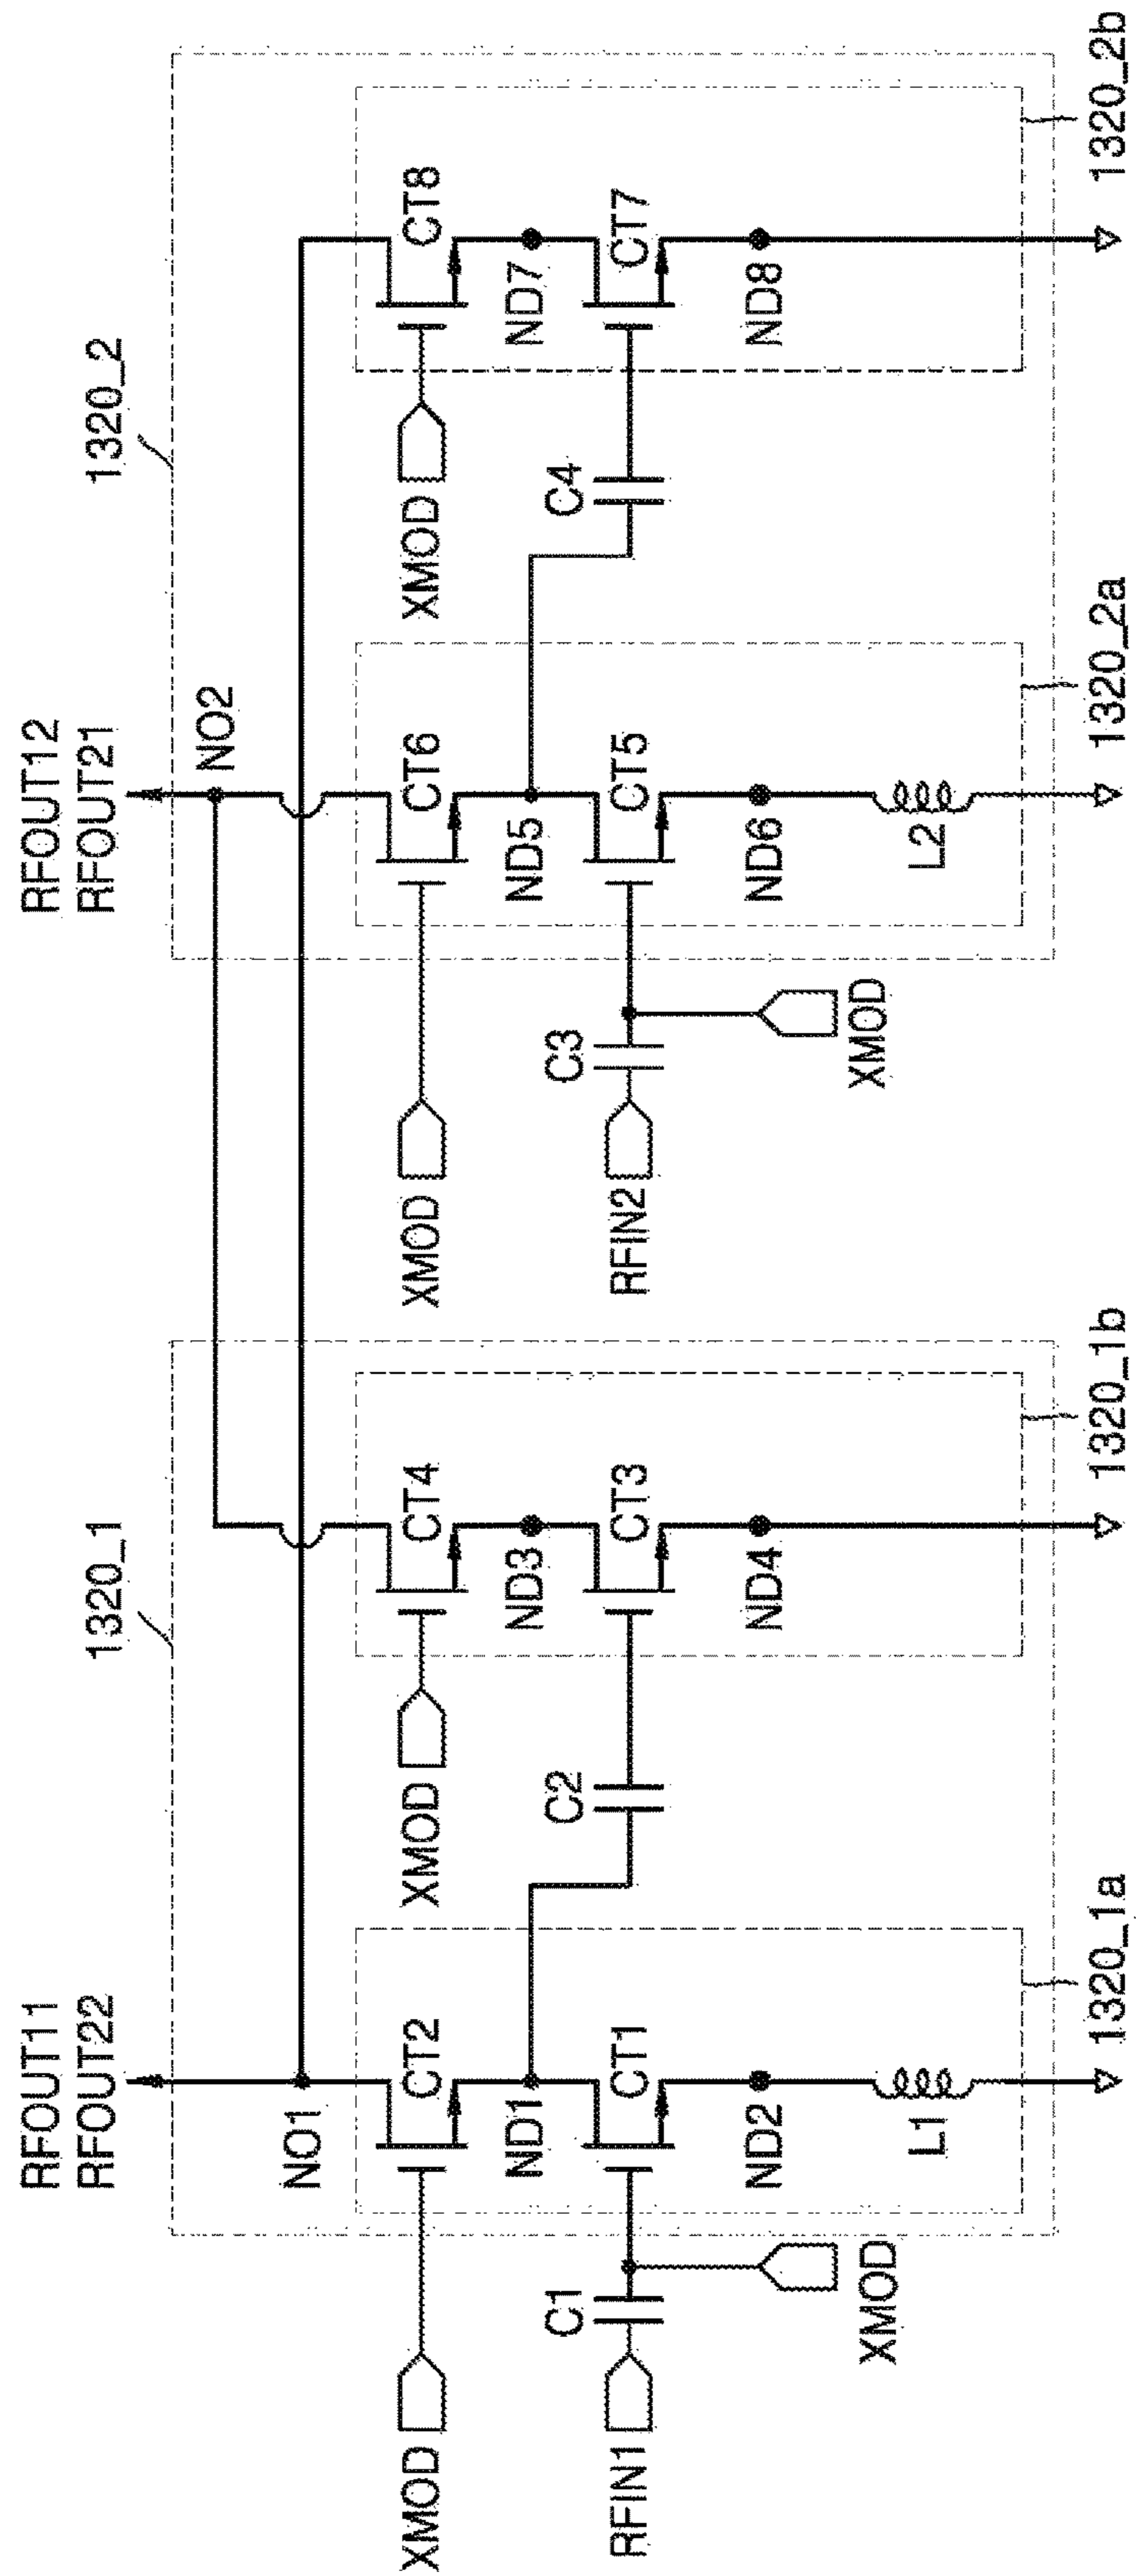 RFOUT11
RFOUT22
RFOUT12
RFOUT21
1320_1
1320_2
NO1
NO2
XMOD
CT2
XMOD
CT4
XMOD
CT6
XMOD
CT8
ND1
ND3
ND5
ND7
RFIN1
C1
CT1
C2
CT3
RFIN2
C3
CT5
C4
CT7
XMOD
ND2
ND4
XMOD
ND6
ND8
L1
L2
1320_1a
1320_1b
1320_2a
1320_2b